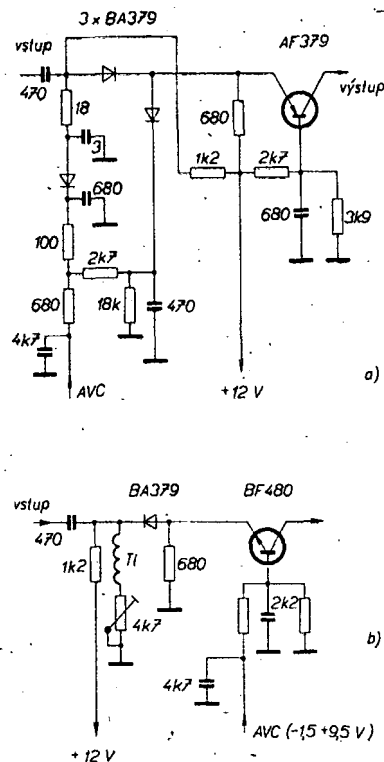 3 x BA379
AF379
vstup
výstup
470
18
680
3
1k2
2k7
680
680
3k9
100
2k7
680
18k
470
4k7
AVC
+12 V
a)
BA379
BF480
vstup
470
1k2
Tl
680
4k7
2k2
b)
4k7
AVC (-1,5 +9,5 V)
+12 V